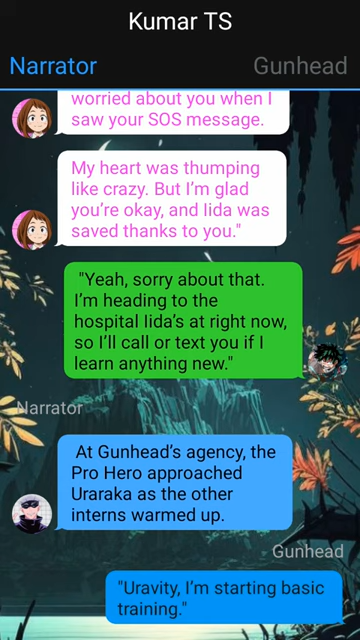 Kumar TS
Narrator
Gunhead
worried about you when I
saw your SOS message.
My heart was thumping
like crazy. But I’m glad
you’re okay, and Iida was
saved thanks to you."
"Yeah, sorry about that.
I’m heading to the
hospital Iida’s at right now,
so I’ll call or text you if I
learn anything new."
Narrator
At Gunhead’s agency, the
Pro Hero approached
Uraraka as the other
interns warmed up.
Gunhead
"Uravity, I’m starting basic
training."